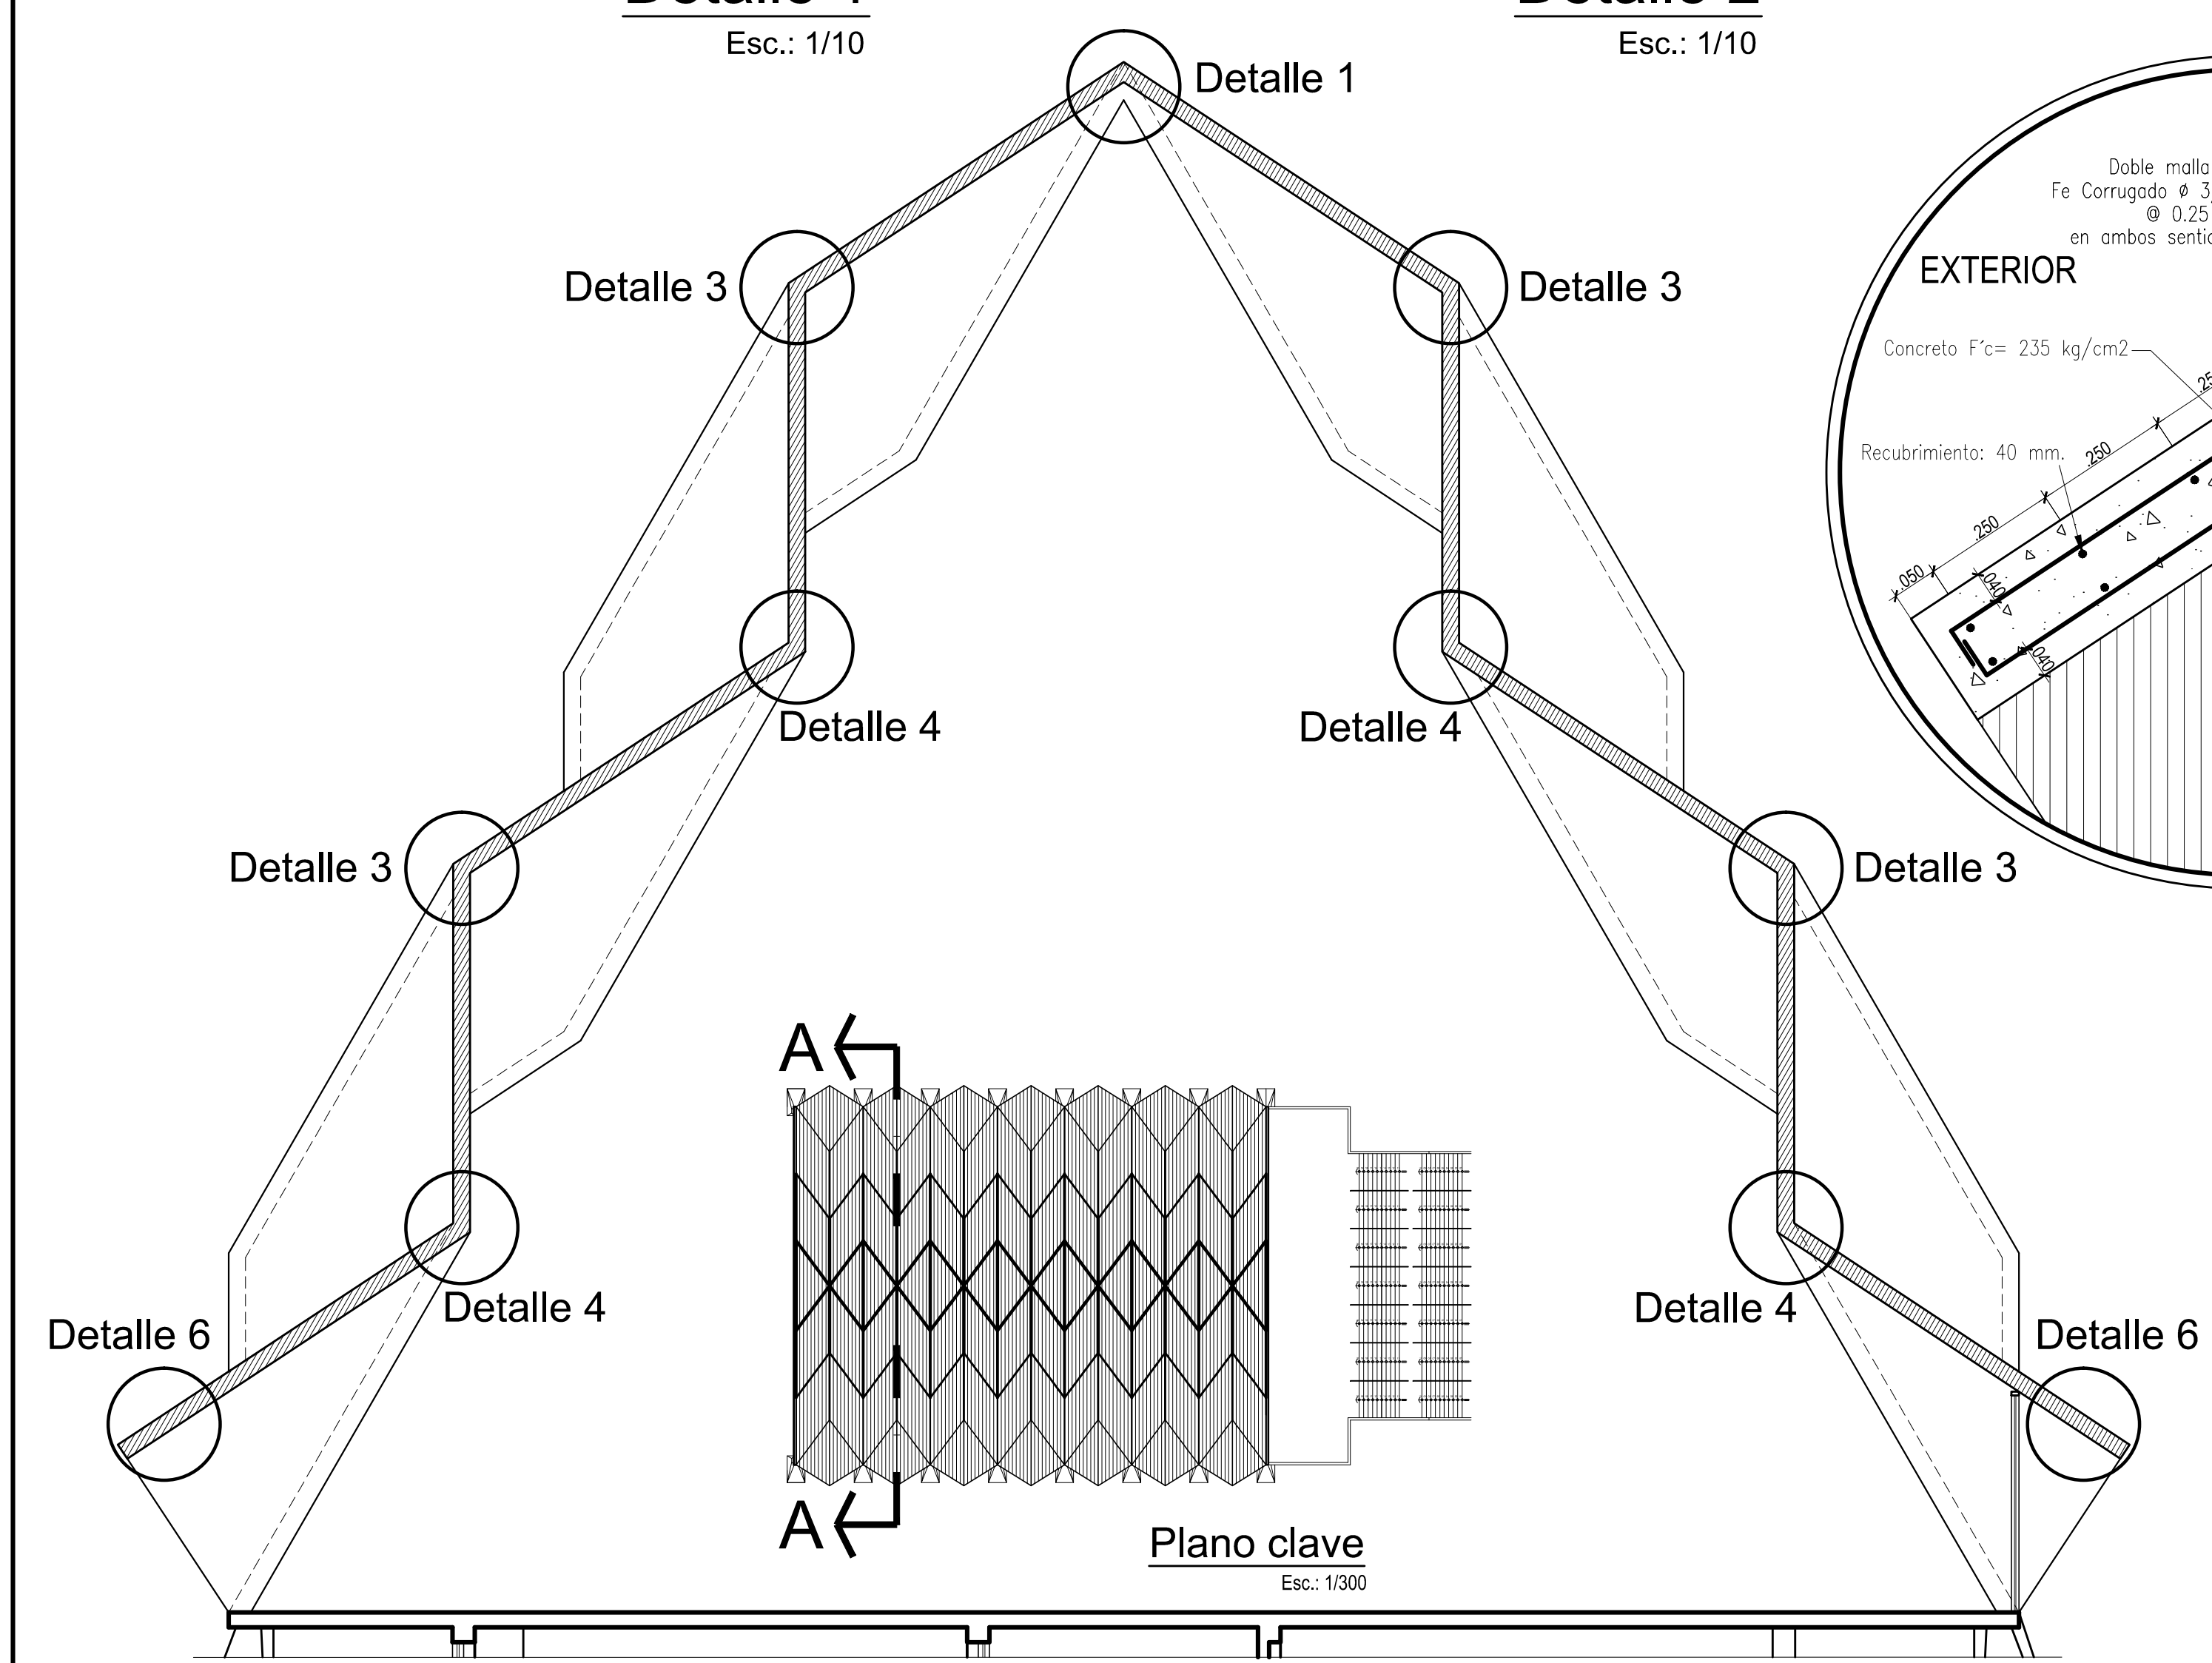 Esc.: 1/10
Esc.: 1/10
Detalle 1
Detalle 3
Detalle 3
Doble malla
Fe Corrugado ø 3
@ 0.25
en ambos
EXTERIOR
Concreto F´c= 235 kg/cm2
Recubrimiento: 40 mm.
.250
.250
.050
.040
.040
Detalle 4
Detalle 4
Detalle 3
Detalle 3
A
Detalle 4
Detalle 4
Detalle 6
Detalle 6
A
Plano clave
Esc.: 1/300